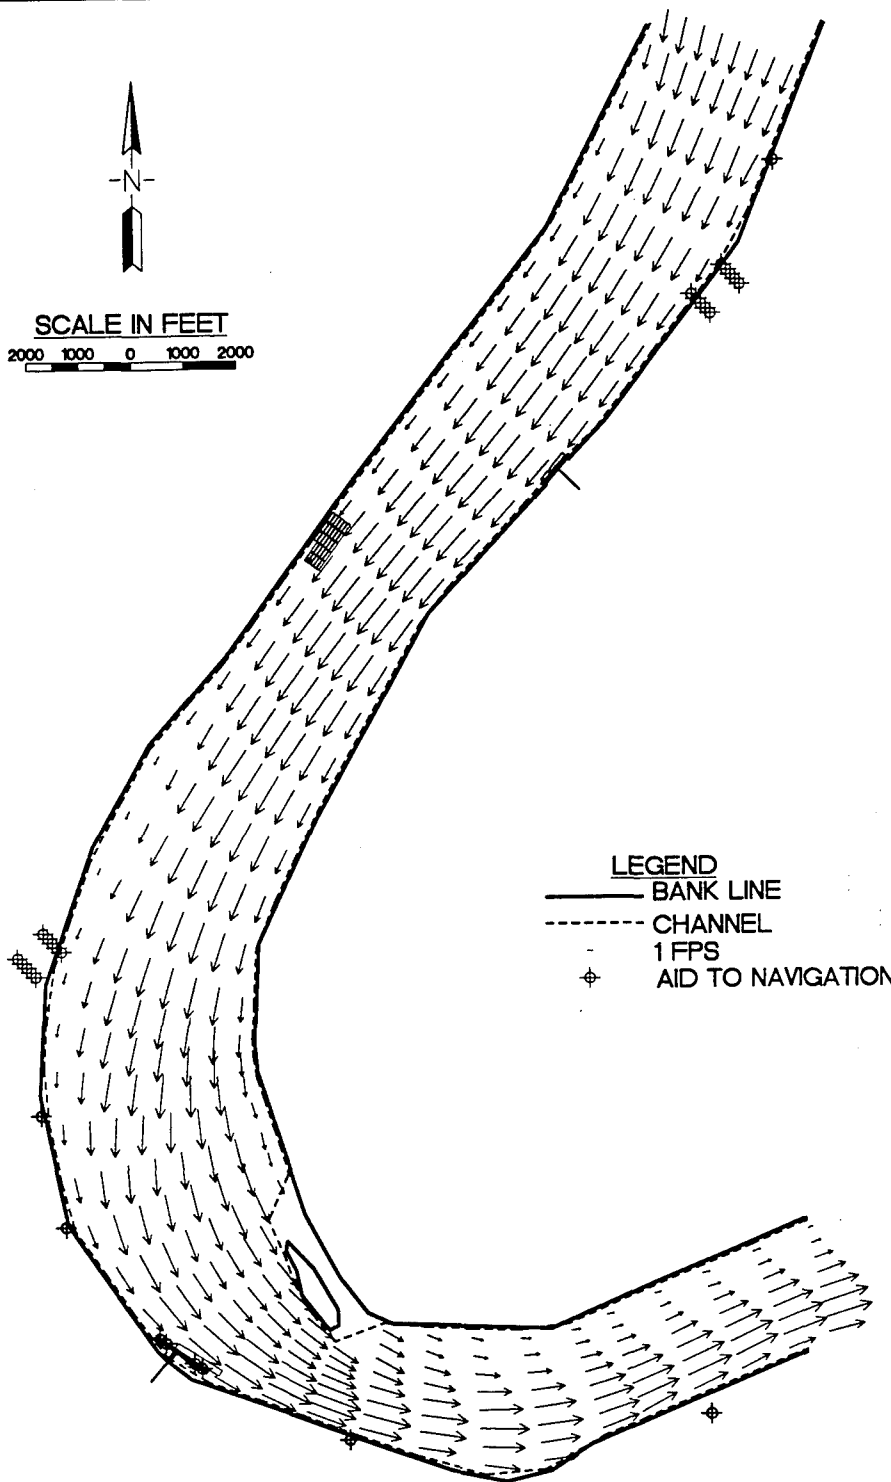 N
SCALE IN FEET
2000 1000 0 1000 2000
LEGEND
BANK LINE
CHANNEL
1 FPS
AID TO NAVIGATION